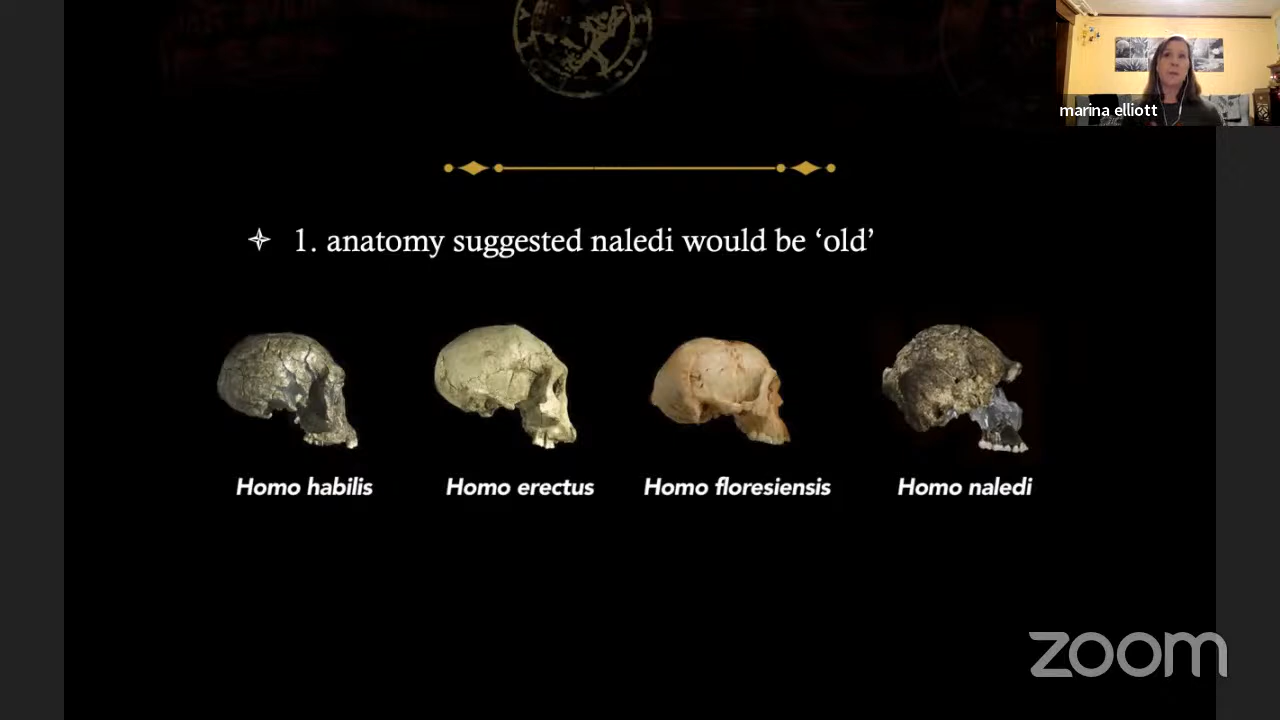 marina elliott
1. anatomy suggested naledi would be ‘old’
Homo habilis
Homo erectus
Homo floresiensis
Homo naledi
zoom